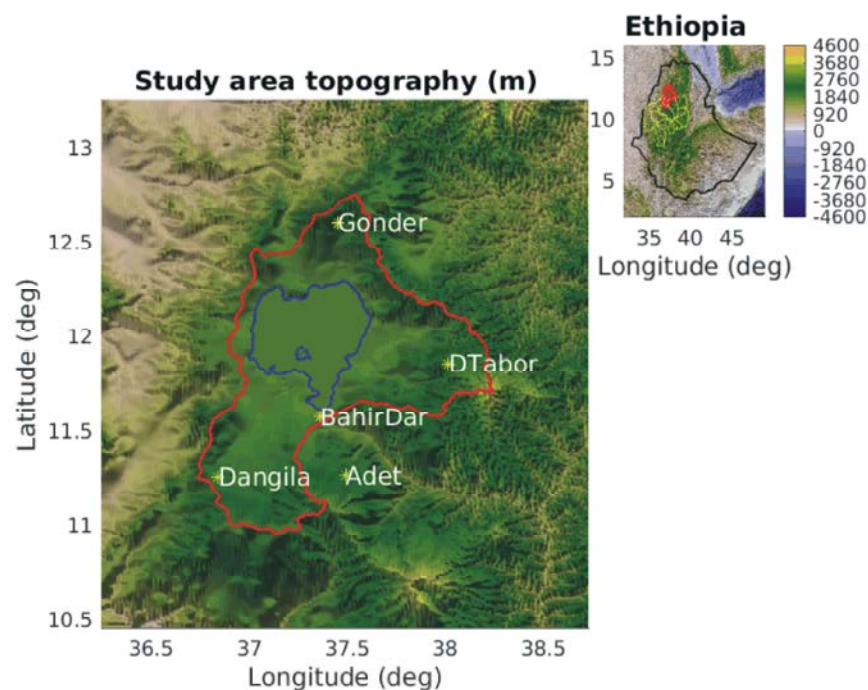 Ethiopia
Study area topography (m)
15
10
5
35 40 45
Longitude (deg)
4600
3680
2760
1840
920
0
-920
-1840
-2760
-3680
-4600
13
12.5
12
11.5
11
10.5
Latitude (deg)
Gonder
DTabor
BahirDar
Dangila
Adet
36.5 37 37.5 38 38.5
Longitude (deg)